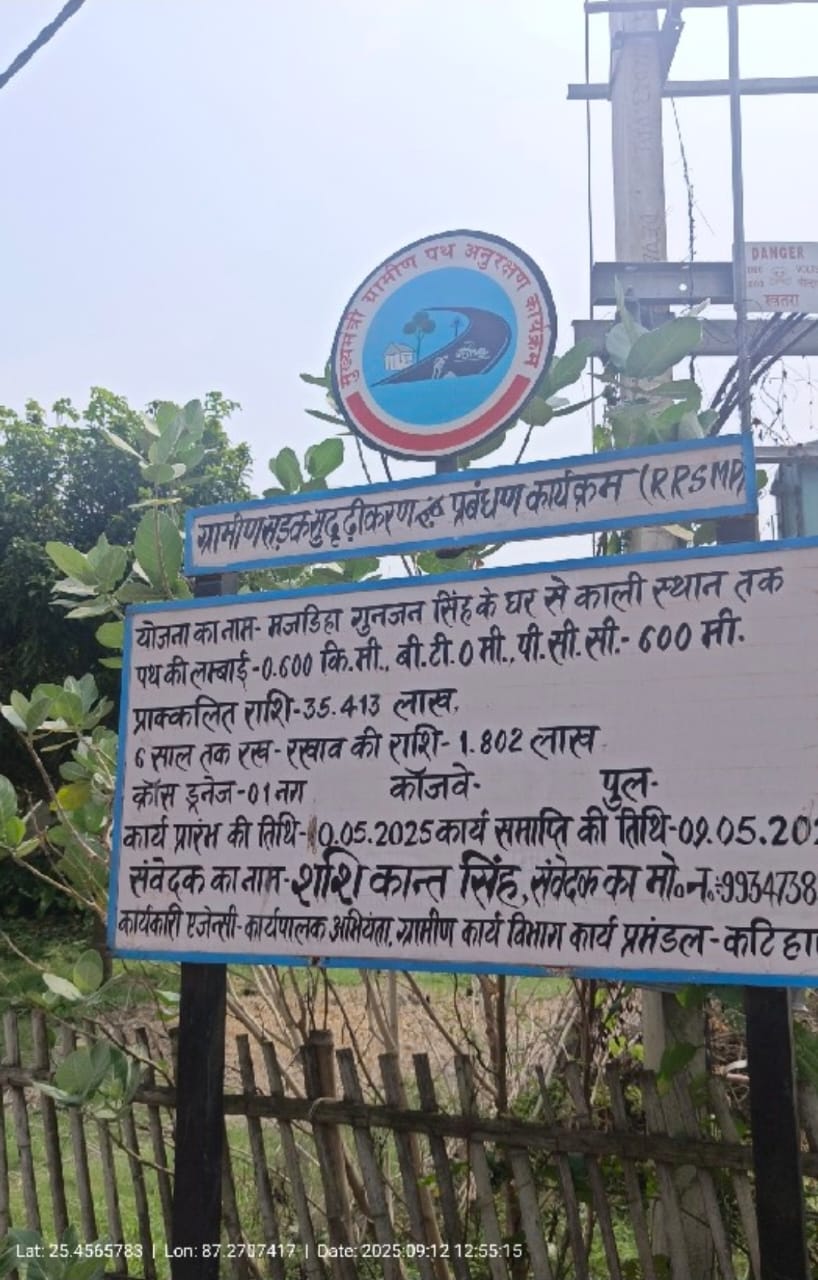 मुख्यमंत्री ग्रामीण पथ अनुरक्षण कार्यक्रम
DANGER
VOLTS
खतरा
ग्रामीण सड़क सुदृढ़ीकरण एवं प्रबंधण कार्यक्रम (RRSMP)
योजना का नाम- मजडिहा गुनजन सिंह के घर से काली स्थान तक
पथ की लम्बाई-0.600 कि.मी., बी.टी.0 मी., पी.सी.सी.- 600 मी.
प्राक्कलित राशि-35.413 लाख,
6 साल तक रख-रखाव की राशि- 1.802 लाख
क्रॉस ड्रनेज-01 नग कॉजवे- पुल-
कार्य प्रारंभ की तिथि-10.05.2025 कार्य समाप्ति की तिथि-09.05.202
संवेदक का नाम-शशि कान्त सिंह, संवेदक का मो०न०:-9934738
कार्यकारी एजेन्सी-कार्यपालक अभियंता, ग्रामीण कार्य विभाग कार्य प्रमंडल-कटिहा
Lat: 25.4565783 | Lon: 87.2707417 | Date: 2025:09:12 12:55:15